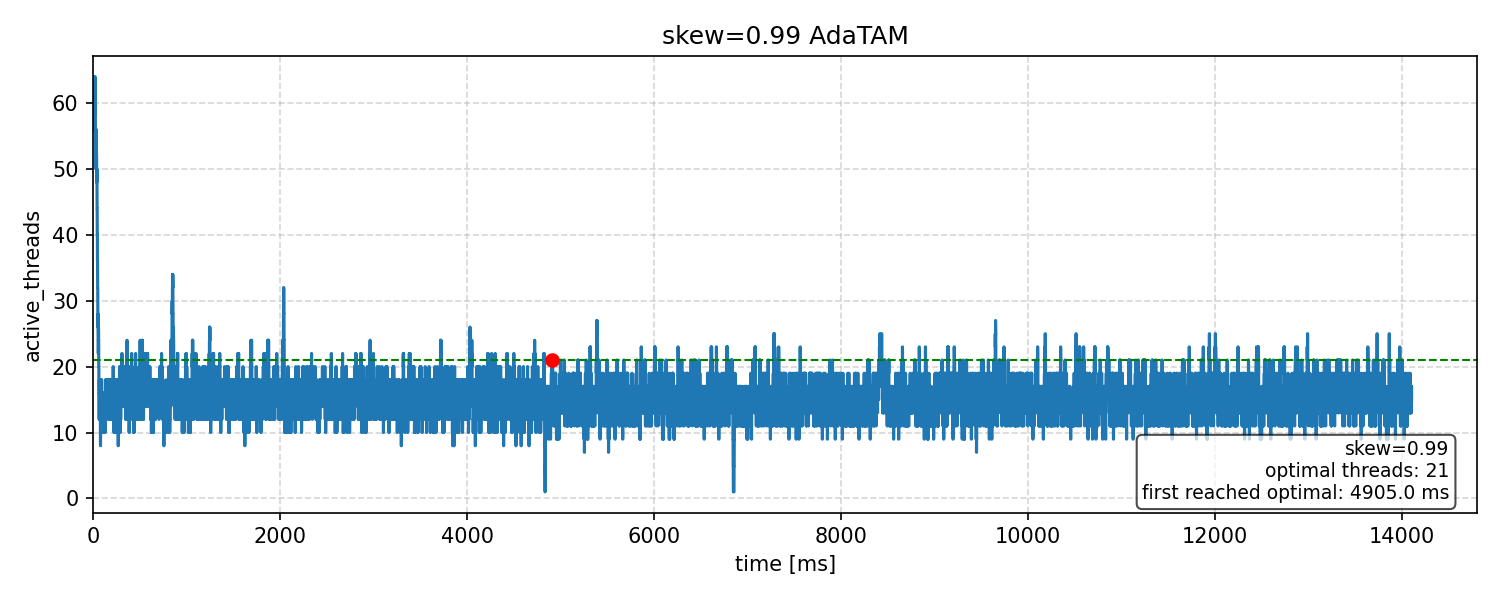 skew=0.99 AdaTAM
active_threads
60
50
40
30
20
10
0
0
2000
4000
6000
8000
10000
12000
14000
time [ms]
skew=0.99
optimal threads: 21
first reached optimal: 4905.0 ms